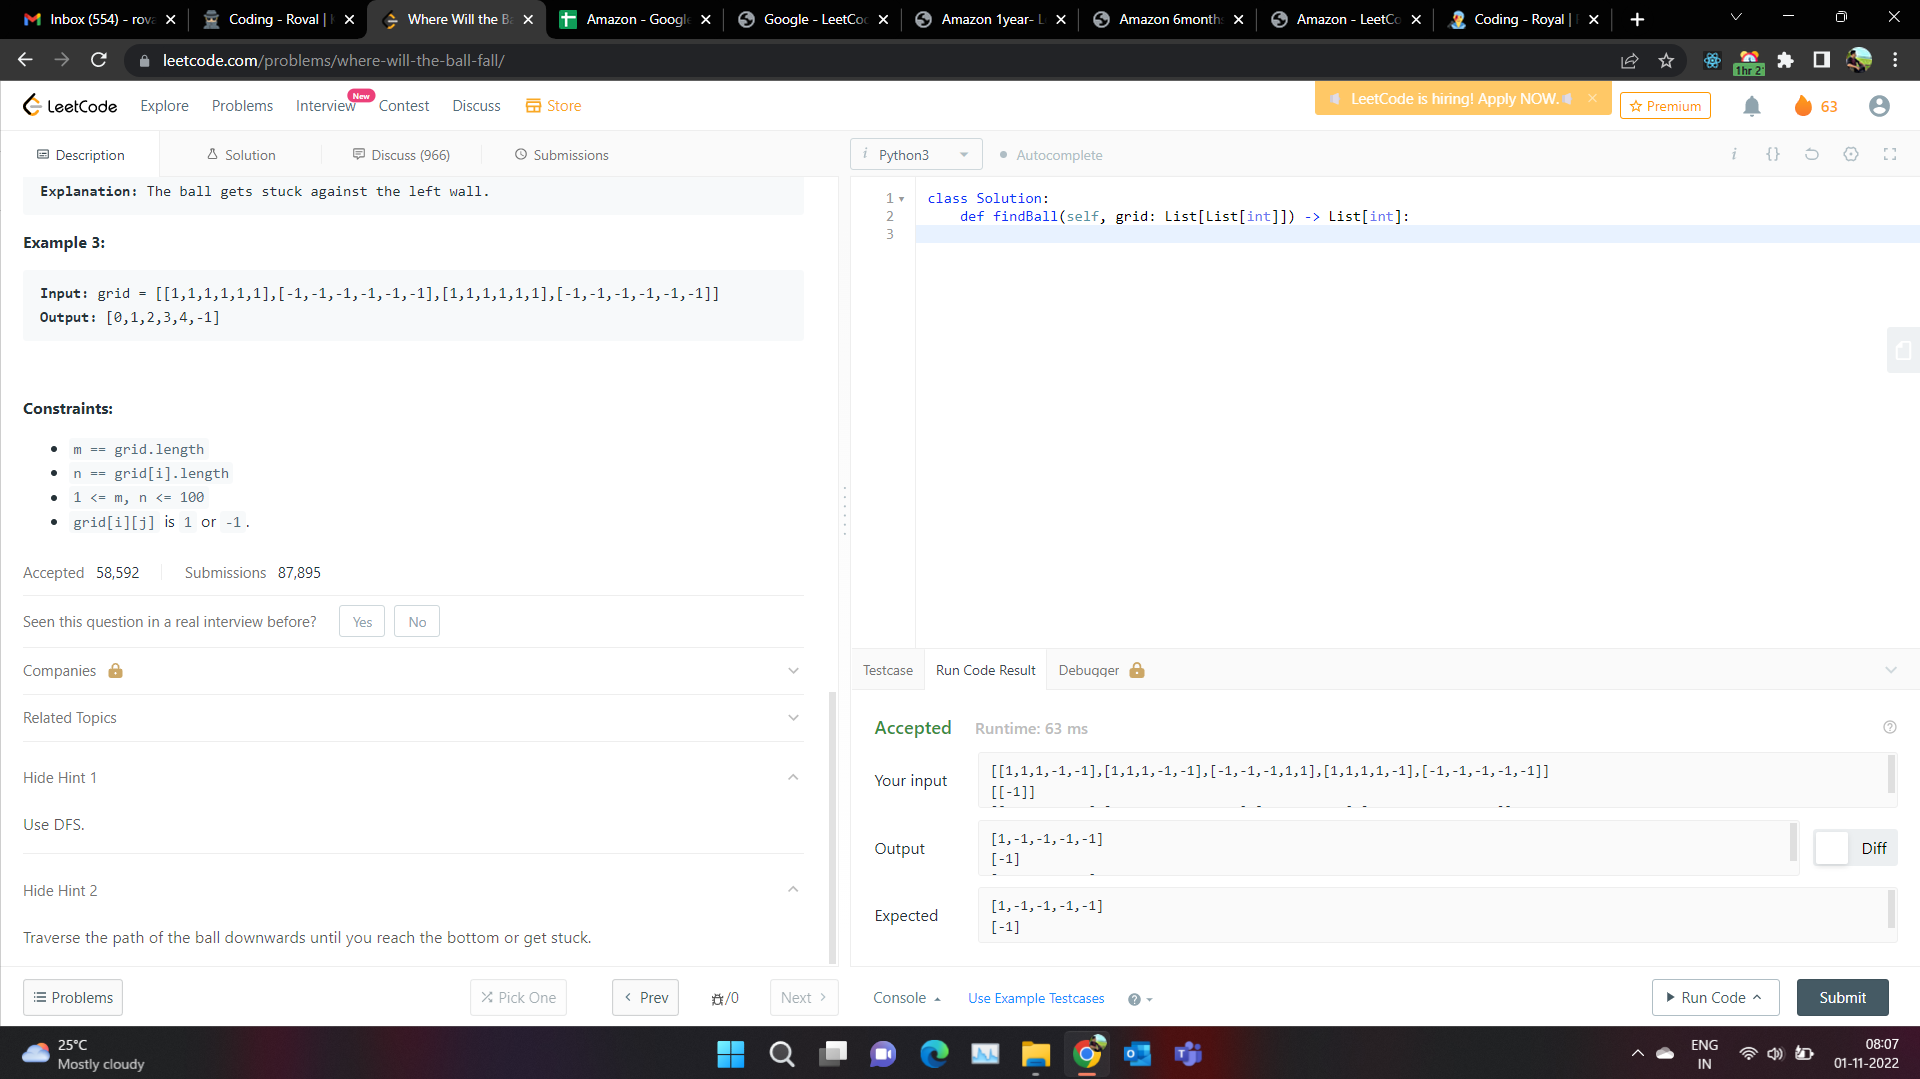 Inbox (554) - rova
Coding - Roval |
Where Will the Ba
Amazon - Google
Google - LeetCod
Amazon 1year- L
Amazon 6months
Amazon - LeetCo
Coding - Royal |
leetcode.com/problems/where-will-the-ball-fall/
1hr 2
LeetCode
Explore
Problems
Interview
New
Contest
Discuss
Store
LeetCode is hiring! Apply NOW.
Premium
63
Description
Solution
Discuss (966)
Submissions
Python3
Autocomplete
Explanation: The ball gets stuck against the left wall.
Example 3:
Input: grid = [[1,1,1,1,1,1],[-1,-1,-1,-1,-1,-1],[1,1,1,1,1,1],[-1,-1,-1,-1,-1,-1]]
Output: [0,1,2,3,4,-1]
Constraints:
m == grid.length
n == grid[i].length
1 <= m, n <= 100
grid[i][j] is 1 or -1.
Accepted 58,592 Submissions 87,895
Seen this question in a real interview before? Yes No
Companies
Related Topics
Hide Hint 1
Use DFS.
Hide Hint 2
Traverse the path of the ball downwards until you reach the bottom or get stuck.
1 class Solution:
2 def findBall(self, grid: List[List[int]]) -> List[int]:
3
Testcase
Run Code Result
Debugger
Accepted Runtime: 63 ms
Your input
[[1,1,1,-1,-1],[1,1,1,-1,-1],[-1,-1,-1,1,1],[1,1,1,1,-1],[-1,-1,-1,-1,-1]]
[[-1]]
Output
[1,-1,-1,-1,-1]
[-1]
Diff
Expected
[1,-1,-1,-1,-1]
[-1]
Problems
Pick One
Prev
/0
Next
Console
Use Example Testcases
Run Code
Submit
25°C
Mostly cloudy
ENG
IN
08:07
01-11-2022